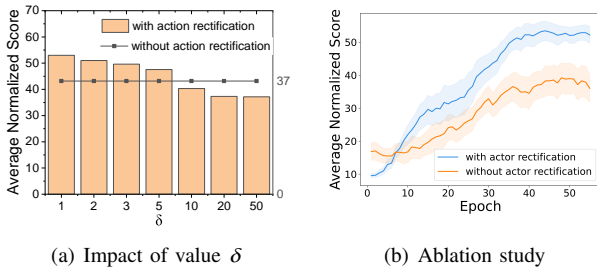 Average Normalized Score
70
60
50
40
30
20
10
0
with action rectification
without action rectification
37
0
1 2 3 5 10 20 50
δ
(a) Impact of value δ
Average Normalized Score
50
40
30
20
10
with actor rectification
without actor rectification
0 10 20 30 40 50
Epoch
(b) Ablation study